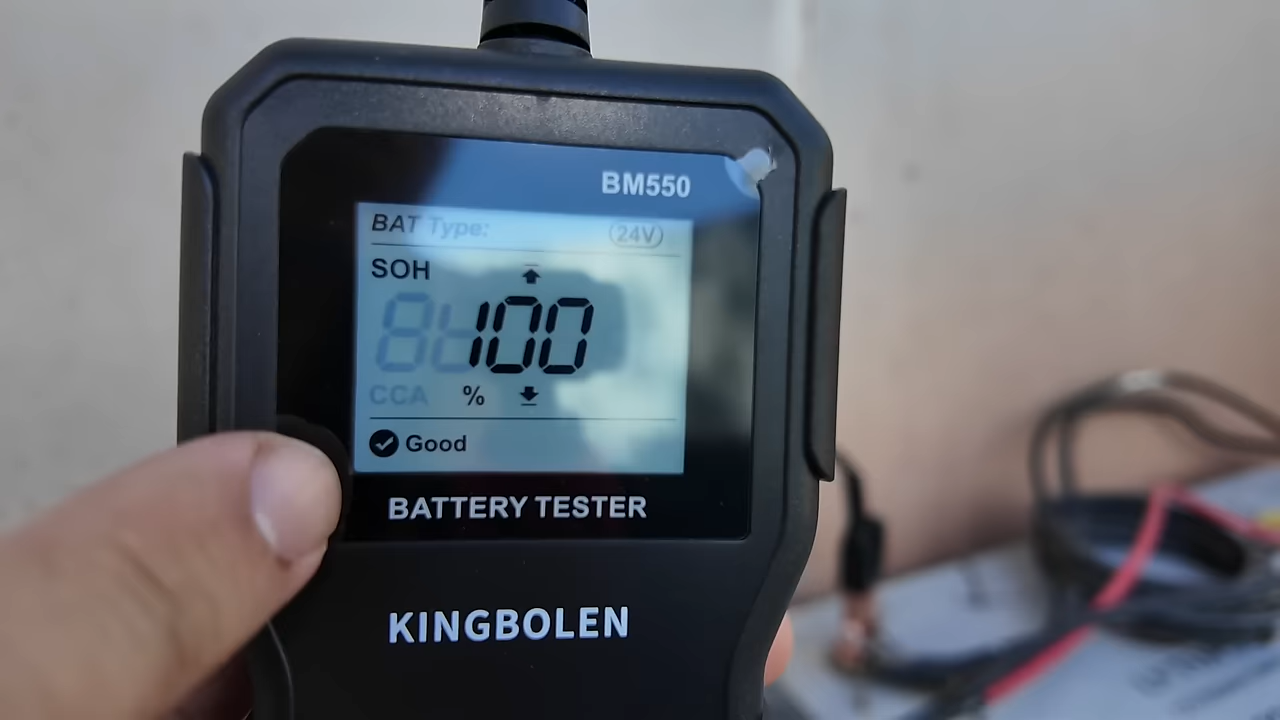 BM550
BAT Type: 24V
SOH
100
CCA %
Good
BATTERY TESTER
KINGBOLEN